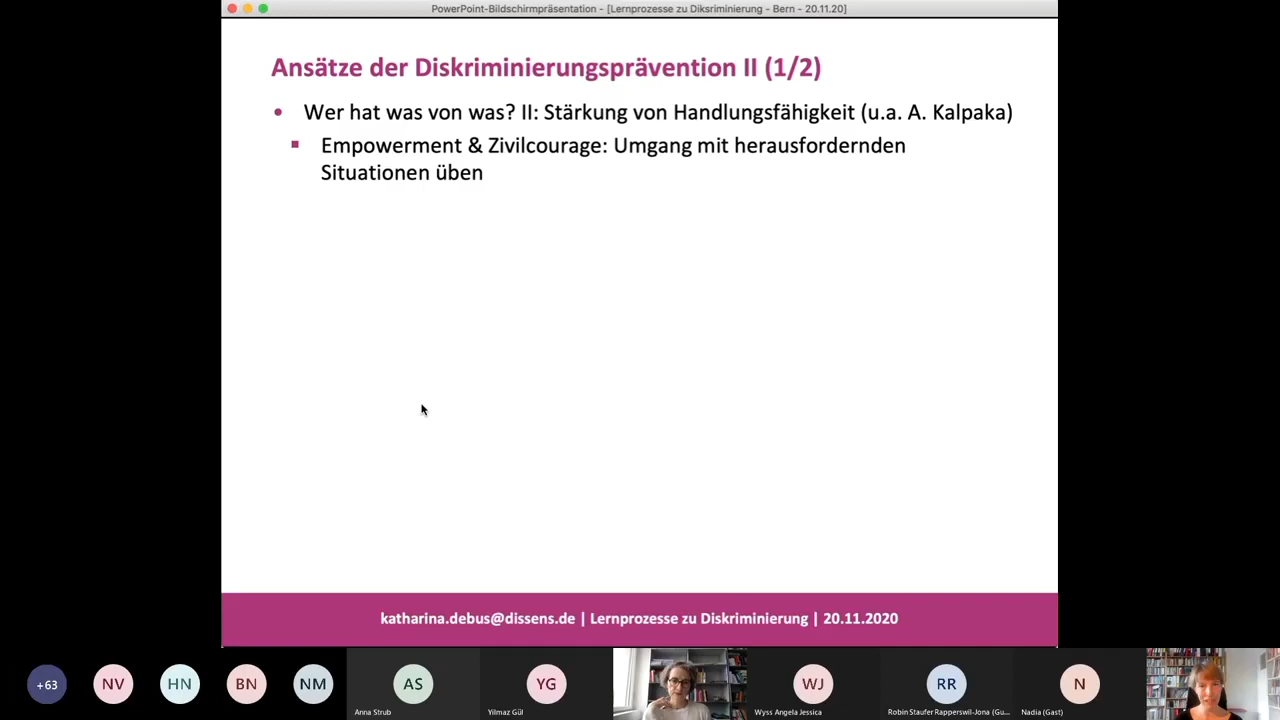 PowerPoint-Bildschirmpräsentation - [Lernprozesse zu Diksriminierung - Bern - 20.11.20]
Ansätze der Diskriminierungsprävention II (1/2)
• Wer hat was von was? II: Stärkung von Handlungsfähigkeit (u.a. A. Kalpaka)
▪ Empowerment & Zivilcourage: Umgang mit herausfordernden
Situationen üben
katharina.debus@dissens.de | Lernprozesse zu Diskriminierung | 20.11.2020
+63
NV
HN
BN
NM
AS
Anna Strub
YG
Yilmaz Gül
WJ
Wyss Angela Jessica
RR
Robin Staufer Rapperswil-Jona (Gu...
N
Nadia (Gast)